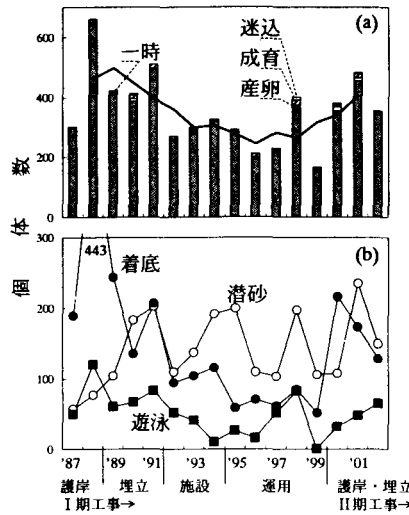 600
(a)
迷込
一時
成育
産卵
400
200
0
300
443
着底
(b)
潜砂
200
100
遊泳
0
個体数
'87 '89 '91 '93 '95 '97 '99 '01
護岸 埋立 施設 運用 護岸・埋立
I期工事→ II期工事→